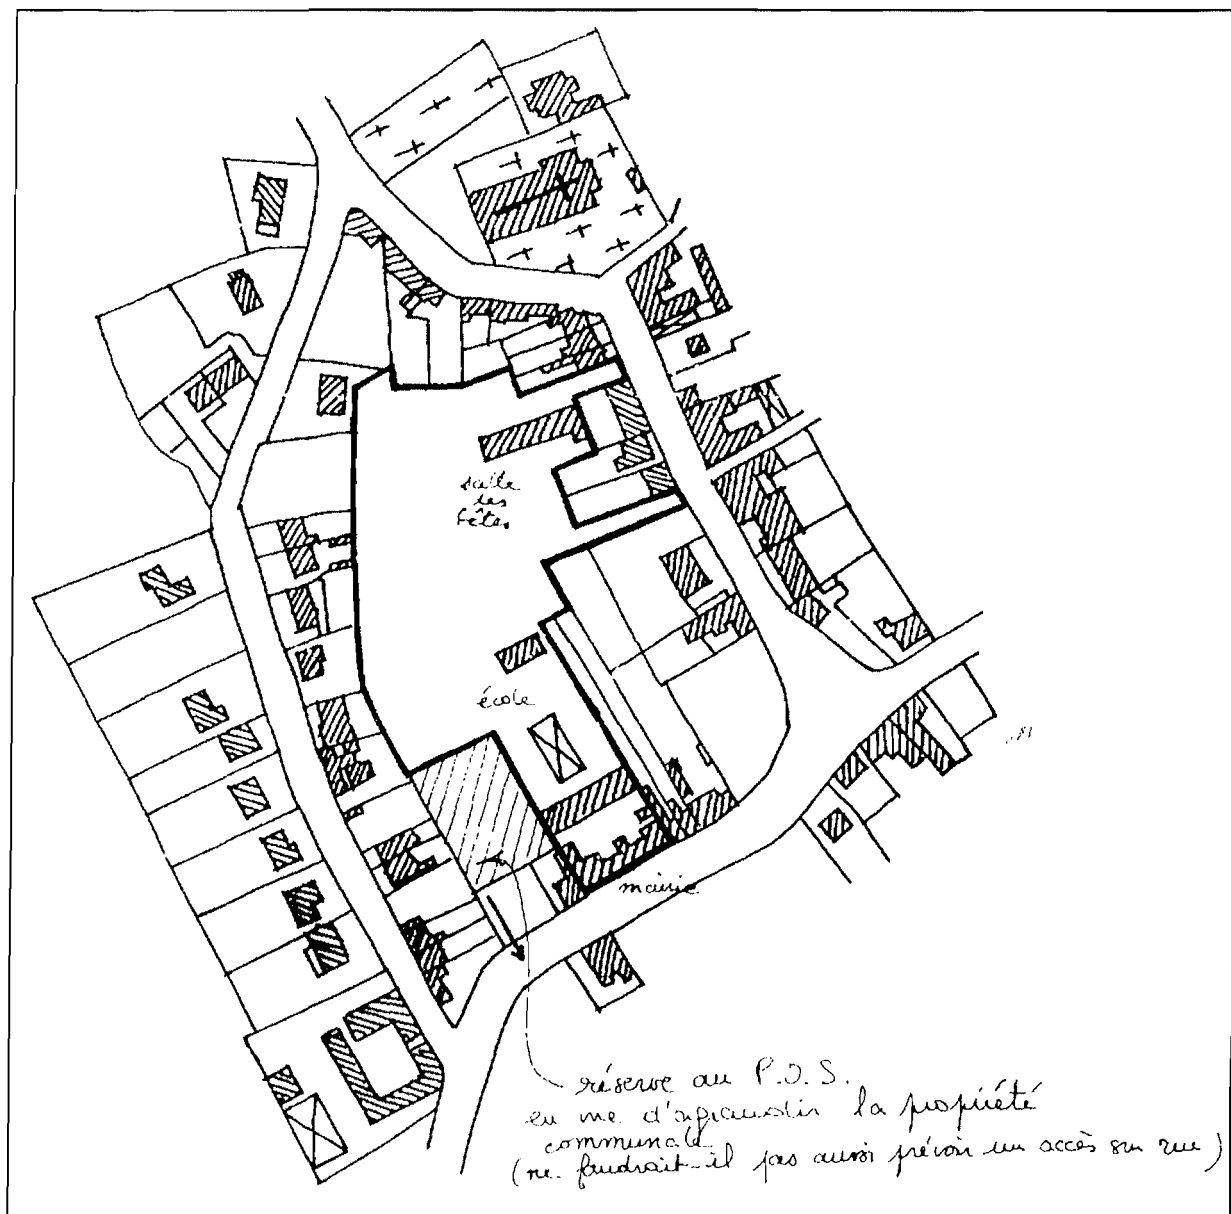 salle
des
fêtes
école
mairie
réserve au P.O.S.
en vue d'agrandir la propriété
communale
(ne faudrait-il pas aussi prévoir un accès sur rue)